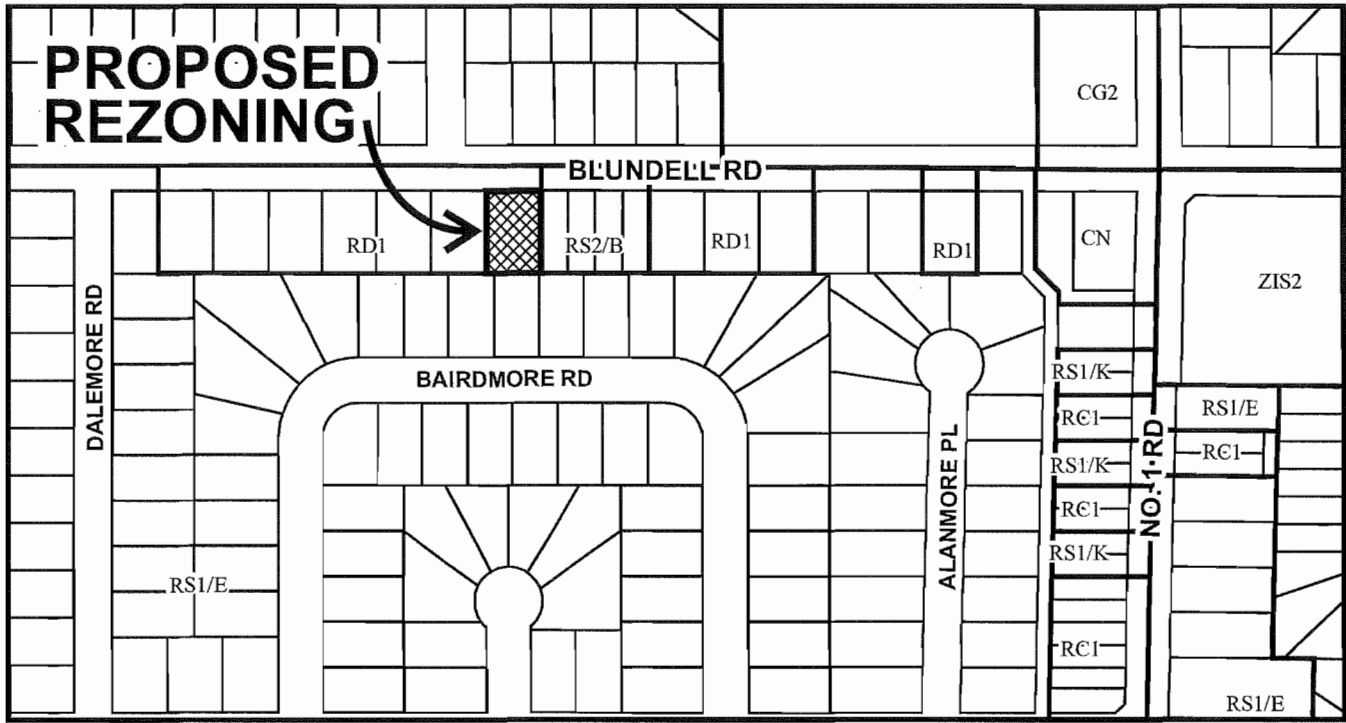 PROPOSED
REZONING
CG2
BLUNDELL RD
RD1
RS2/B
RD1
RD1
CN
ZIS2
DALEMORE RD
BAIRDMORE RD
ALANMORE PL
NO. 1 RD
RS1/K
RC1
RS1/K
RC1
RS1/K
RC1
RS1/E
RC1
RS1/E
RS1/E